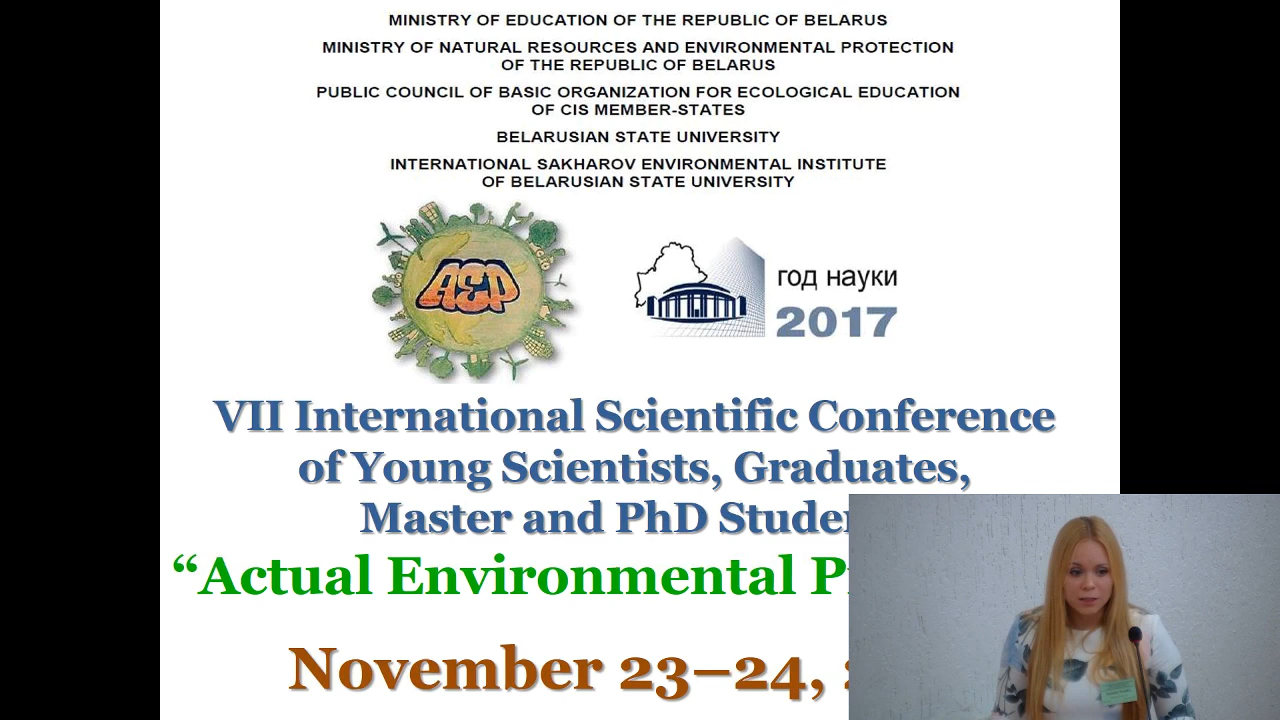 MINISTRY OF EDUCATION OF THE REPUBLIC OF BELARUS
MINISTRY OF NATURAL RESOURCES AND ENVIRONMENTAL PROTECTION
OF THE REPUBLIC OF BELARUS
PUBLIC COUNCIL OF BASIC ORGANIZATION FOR ECOLOGICAL EDUCATION
OF CIS MEMBER-STATES
BELARUSIAN STATE UNIVERSITY
INTERNATIONAL SAKHAROV ENVIRONMENTAL INSTITUTE
OF BELARUSIAN STATE UNIVERSITY
AEP
год науки
2017
VII International Scientific Conference
of Young Scientists, Graduates,
Master and PhD
“Actual Environmental
November 23–24,